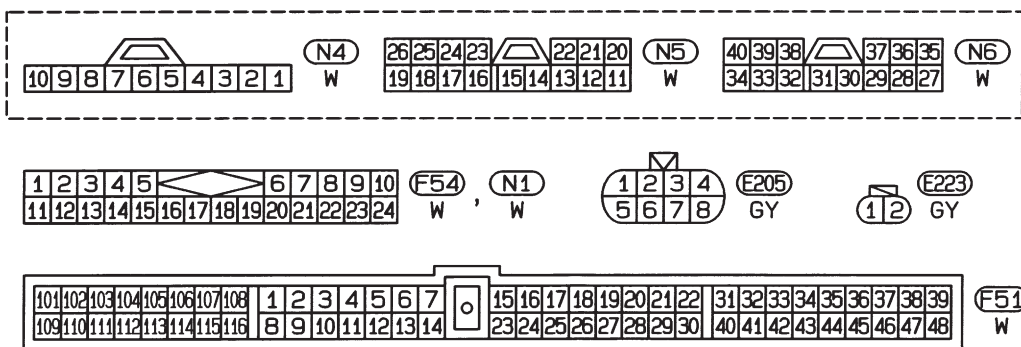 26 25 24 23 22 21 20 40 39 38 37 36 35
10 9 8 7 6 5 4 3 2 1 N4 W 19 18 17 16 15 14 13 12 11 N5 W 34 33 32 31 30 29 28 27 N6 W
1 2 3 4 5 6 7 8 9 10 F54 N1 1 2 3 4 E205 E223
11 12 13 14 15 16 17 18 19 20 21 22 23 24 W , W 5 6 7 8 GY 1 2 GY
101 102 103 104 105 106 107 108 1 2 3 4 5 6 7 15 16 17 18 19 20 21 22 31 32 33 34 35 36 37 38 39 F51
109 110 111 112 113 114 115 116 8 9 10 11 12 13 14 23 24 25 26 27 28 29 30 40 41 42 43 44 45 46 47 48 W